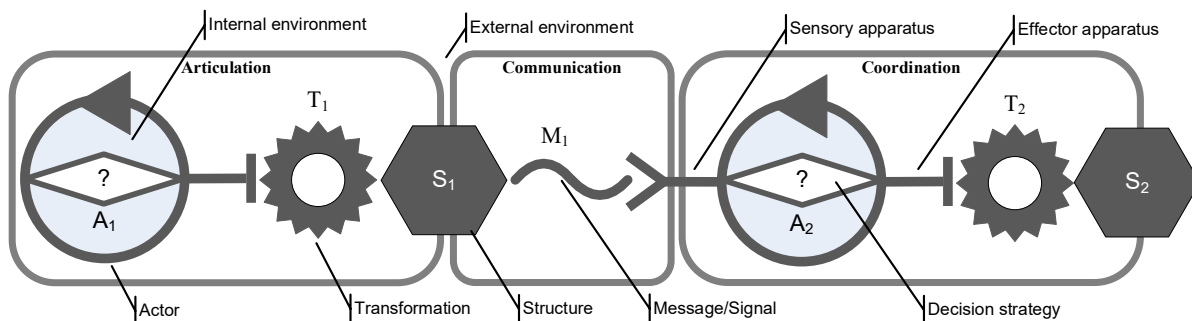 Internal environment
External environment
Sensory apparatus
Effector apparatus
Articulation
Communication
Coordination
T1
M1
T2
?
A1
S1
?
A2
S2
Actor
Transformation
Structure
Message/Signal
Decision strategy